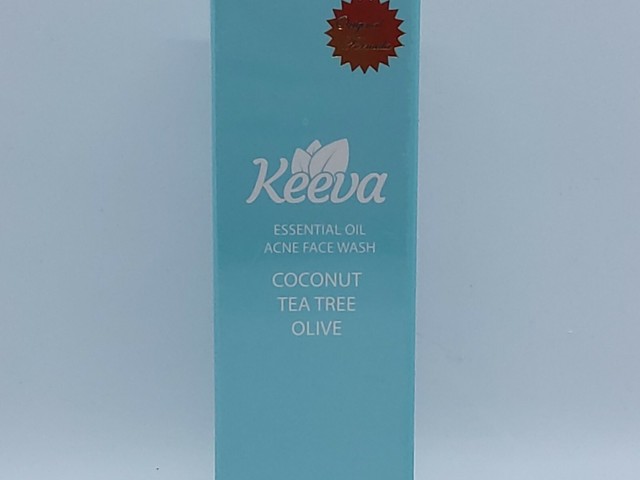 Keeva
ESSENTIAL OIL
ACNE FACE WASH
COCONUT
TEA TREE
OLIVE